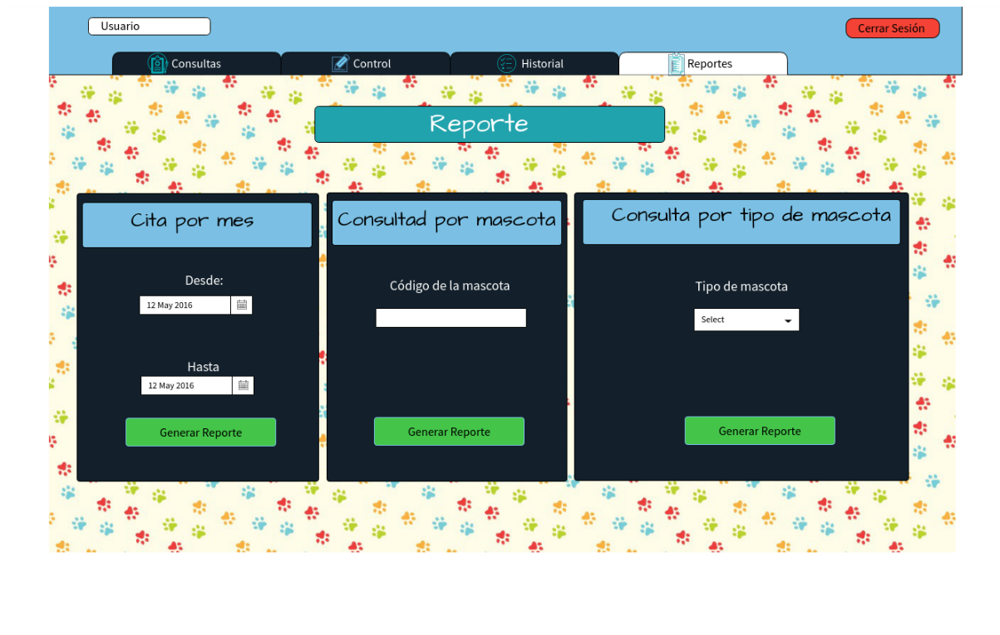 Usuario
Cerrar Sesión
Consultas
Control
Historial
Reportes
Reporte
Cita por mes
Desde:
12 May 2016
Hasta
12 May 2016
Generar Reporte
Consultad por mascota
Código de la mascota
Generar Reporte
Consulta por tipo de mascota
Tipo de mascota
Select
Generar Reporte